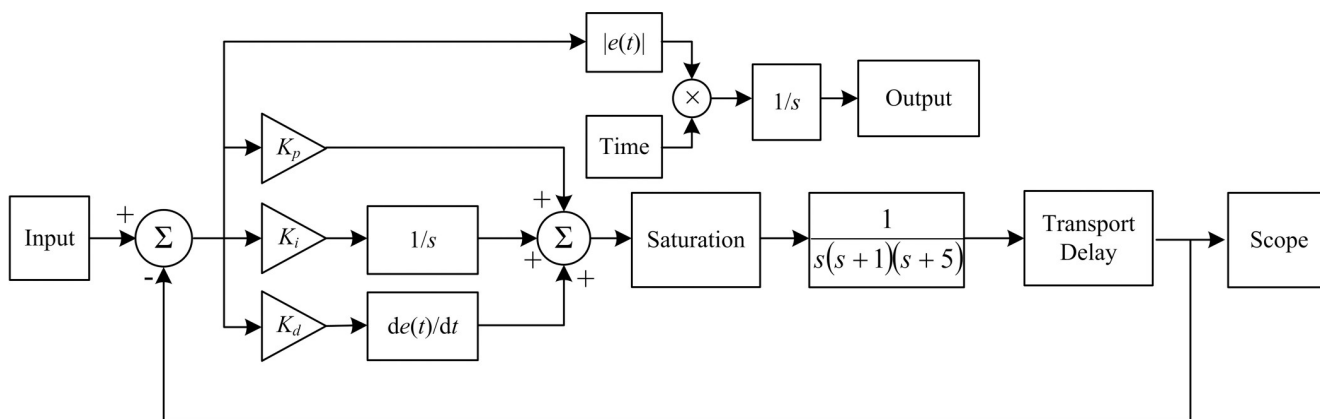 |e(t)|
×
1/s
Output
Time
K_p
Input
+
Σ
-
K_i
1/s
+
+
Σ
+
Saturation
1
s(s + 1)(s + 5)
Transport
Delay
Scope
K_d
de(t)/dt